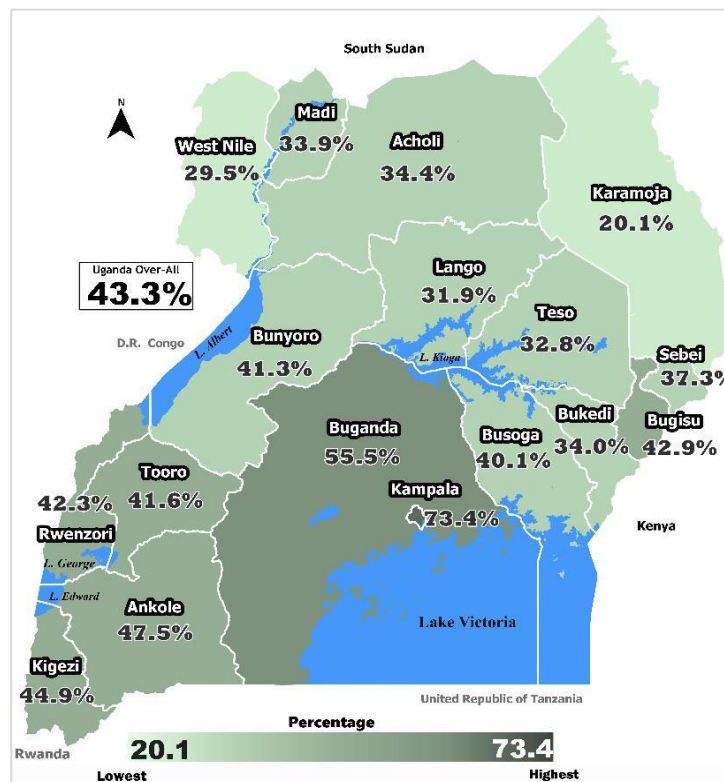 South Sudan
N
Madi
33.9%
West Nile
29.5%
Acholi
34.4%
Karamoja
20.1%
Uganda Over-All
43.3%
Lango
31.9%
Teso
32.8%
D.R. Congo
L. Albert
Bunyoro
41.3%
L. Kioga
Sebei
37.3%
Buganda
55.5%
Busoga
40.1%
Bukedi
34.0%
Bugisu
42.9%
Tooro
41.6%
42.3%
Rwenzori
Kampala
73.4%
Kenya
L. George
L. Edward
Ankole
47.5%
Lake Victoria
Kigezi
44.9%
United Republic of Tanzania
Rwanda
Percentage
20.1
73.4
Lowest
Highest